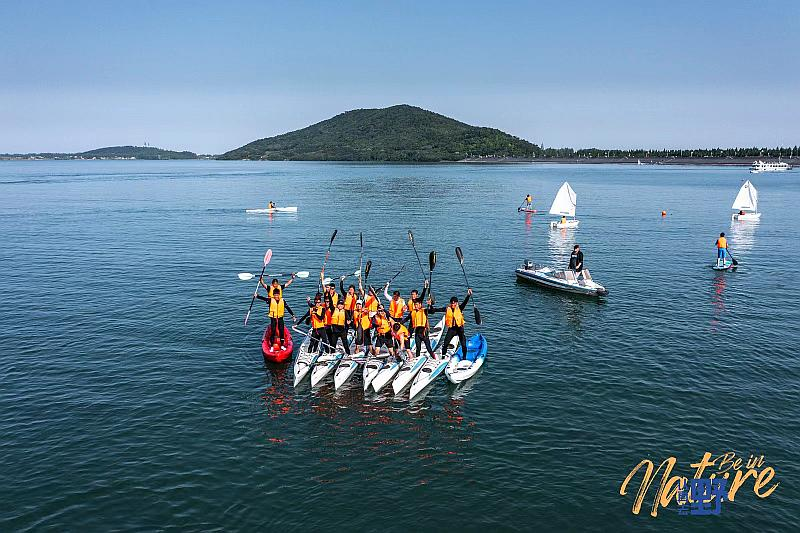 Be in
Nature
野